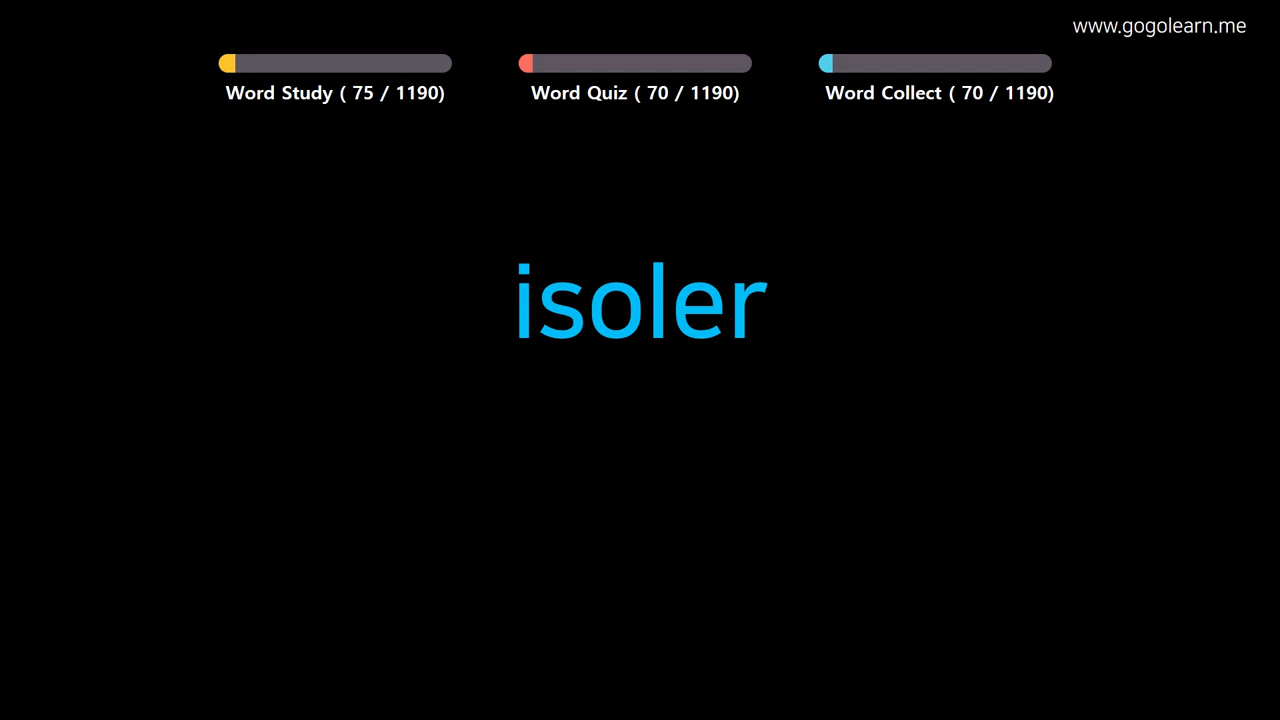 www.gogolearn.me
Word Study ( 75 / 1190)
Word Quiz ( 70 / 1190)
Word Collect ( 70 / 1190)
isoler